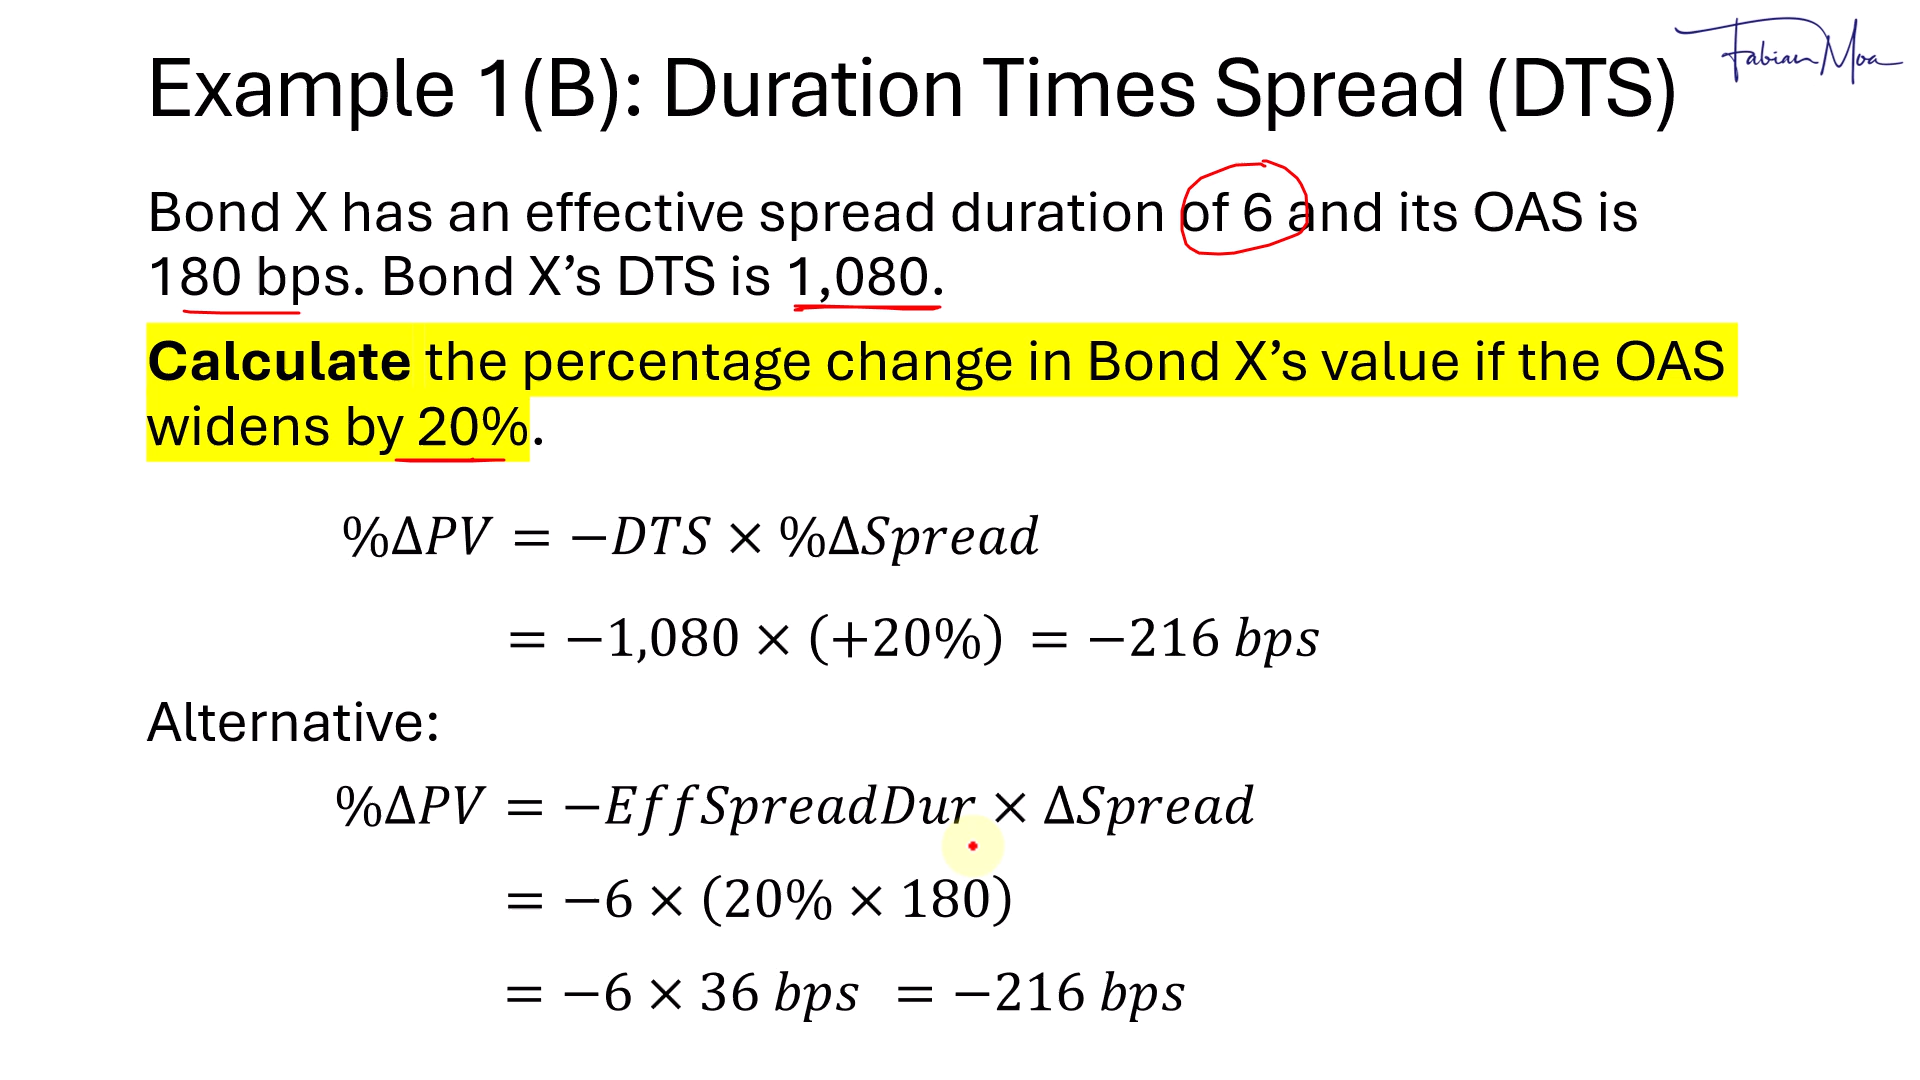 Example 1(B): Duration Times Spread (DTS)
Fabian Moa
Bond X has an effective spread duration of 6 and its OAS is
180 bps. Bond X’s DTS is 1,080.
Calculate the percentage change in Bond X’s value if the OAS
widens by 20%.
%ΔPV = −DTS × %ΔSpread
= −1,080 × (+20%) = −216 bps
Alternative:
%ΔPV = −EffSpreadDur × ΔSpread
= −6 × (20% × 180)
= −6 × 36 bps = −216 bps